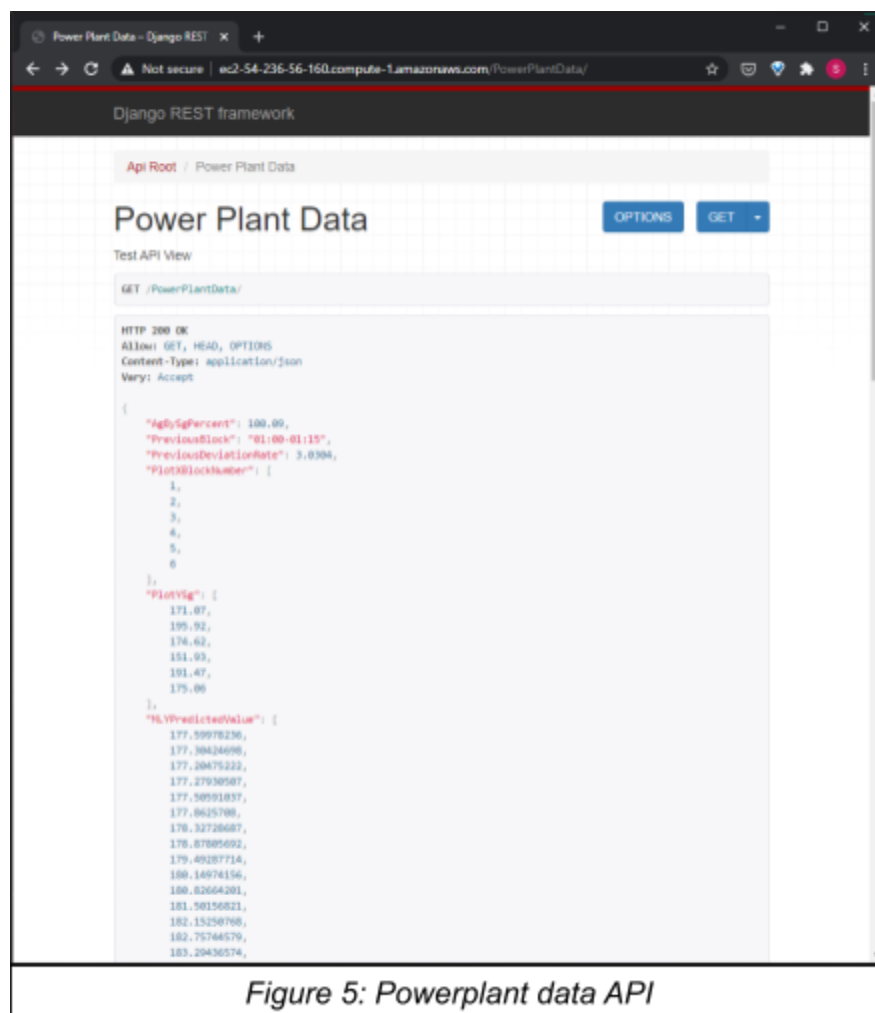 Power Plant Data – Django REST
Not secure | ec2-54-236-56-160.compute-1.amazonaws.com/PowerPlantData/
S
Django REST framework
Api Root / Power Plant Data
Power Plant Data
OPTIONS
GET
Test API View
GET /PowerPlantData/
HTTP 200 OK
Allow: GET, HEAD, OPTIONS
Content-Type: application/json
Vary: Accept
{
"AgBySgPercent": 100.09,
"PreviousBlock": "01:00-01:15",
"PreviousDeviationRate": 3.0304,
"PlotXBlockNumber": [
1,
2,
3,
4,
5,
6
],
"PlotYSg": [
171.07,
195.92,
174.62,
151.93,
191.47,
175.06
],
"MLYPredictedValue": [
177.59978236,
177.30424698,
177.20475222,
177.27930507,
177.50591037,
177.8625708,
178.32728687,
178.87805692,
179.49287714,
180.14974156,
180.82664201,
181.50156821,
182.15250768,
182.75744579,
183.29436574,
Figure 5: Powerplant data API